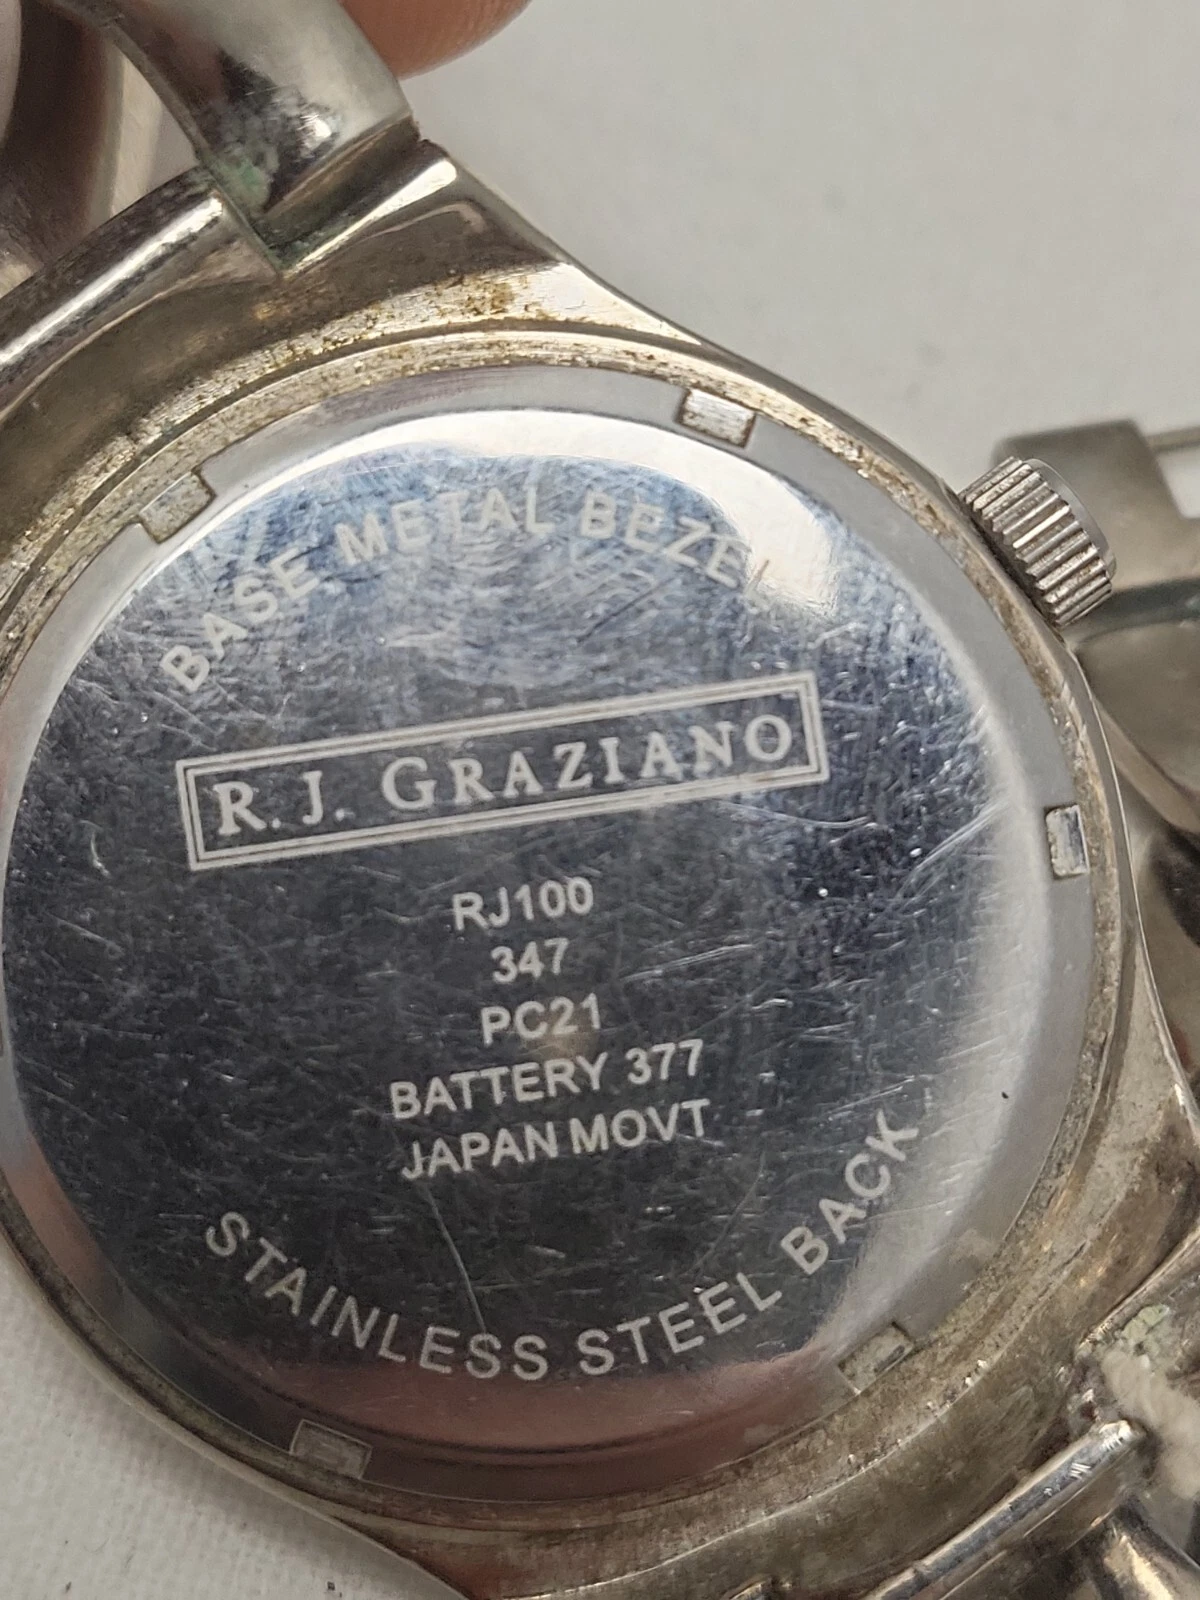 BASE METAL BEZEL
R. J. GRAZIANO
RJ100
347
PC21
BATTERY 377
JAPAN MOVT
STAINLESS STEEL BACK